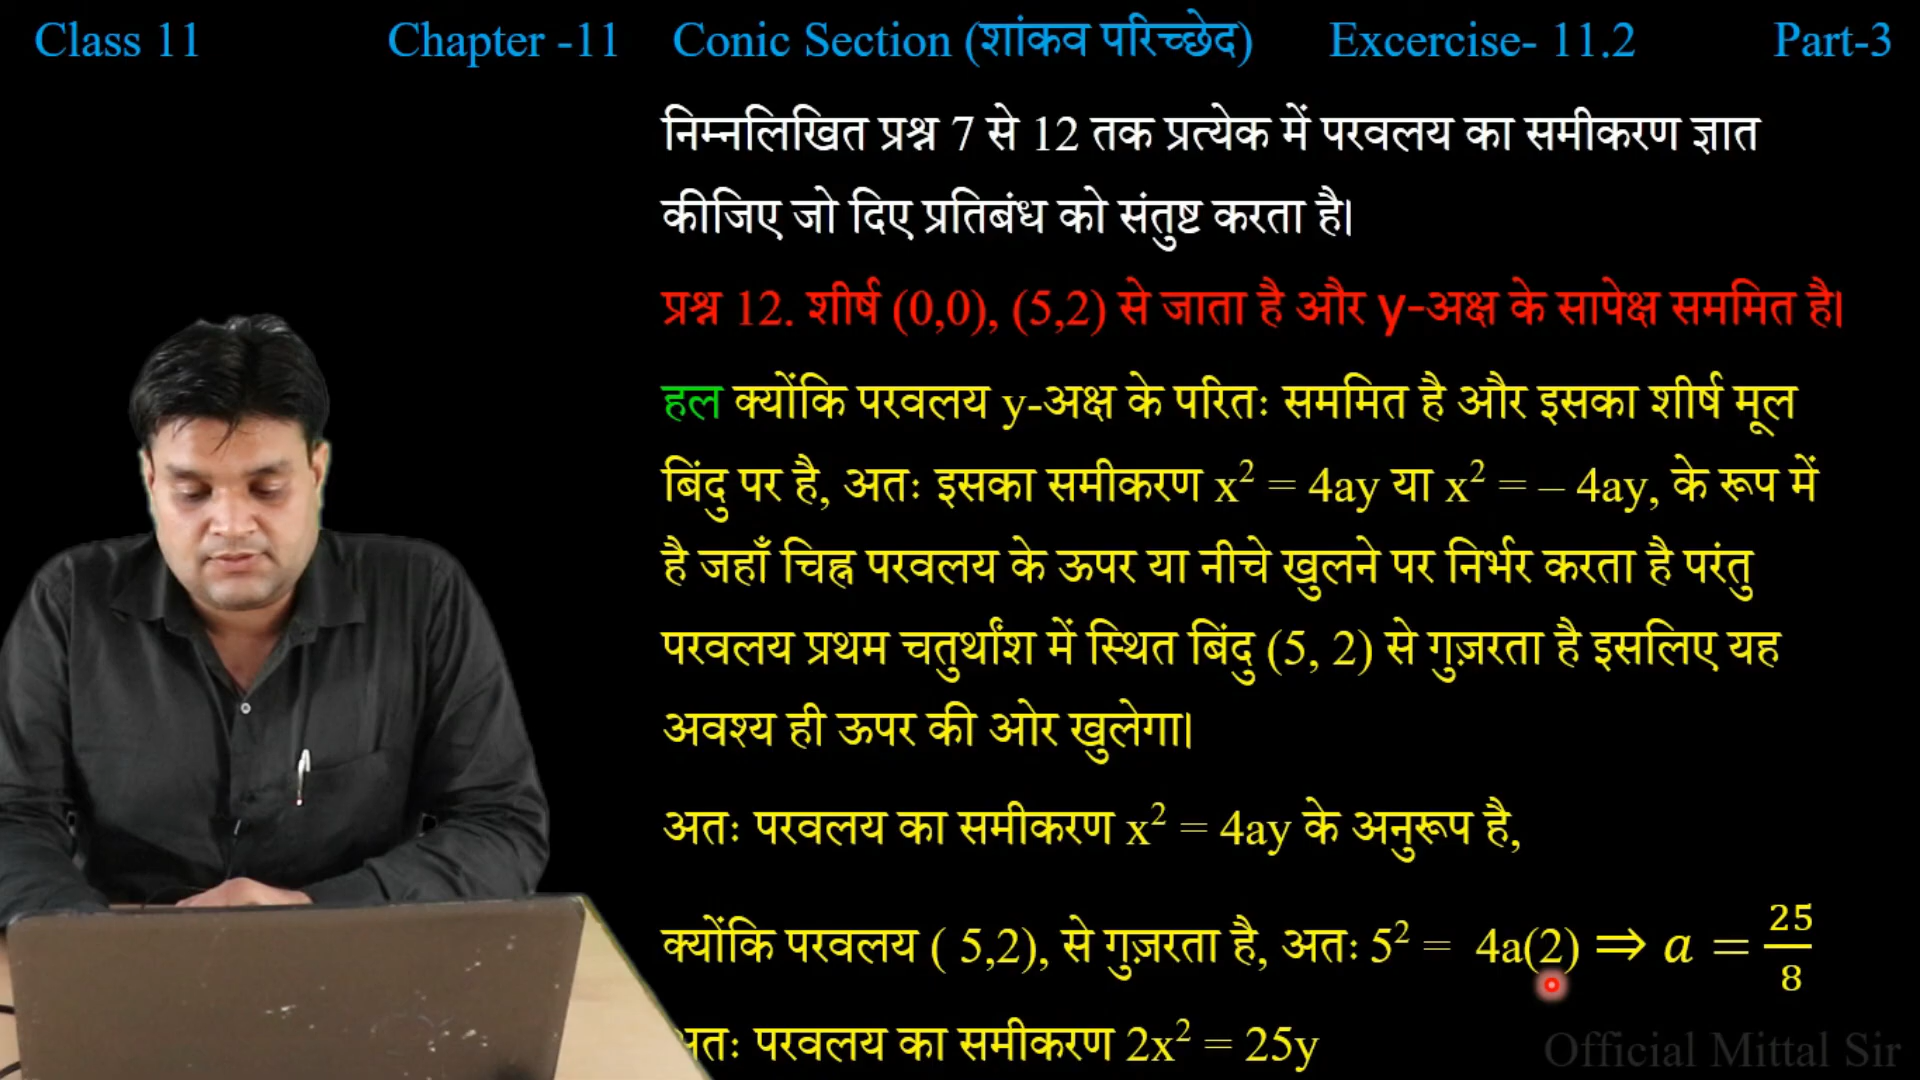 Class 11 Chapter -11 Conic Section (शांकव परिच्छेद) Excercise- 11.2 Part-3
निम्नलिखित प्रश्न 7 से 12 तक प्रत्येक में परवलय का समीकरण ज्ञात
कीजिए जो दिए प्रतिबंध को संतुष्ट करता है।
प्रश्न 12. शीर्ष (0,0), (5,2) से जाता है और y-अक्ष के सापेक्ष सममित है।
हल क्योंकि परवलय y-अक्ष के परितः सममित है और इसका शीर्ष मूल
बिंदु पर है, अतः इसका समीकरण x² = 4ay या x² = – 4ay, के रूप में
है जहाँ चिह्न परवलय के ऊपर या नीचे खुलने पर निर्भर करता है परंतु
परवलय प्रथम चतुर्थांश में स्थित बिंदु (5, 2) से गुज़रता है इसलिए यह
अवश्य ही ऊपर की ओर खुलेगा।
अतः परवलय का समीकरण x² = 4ay के अनुरूप है,
क्योंकि परवलय ( 5,2), से गुज़रता है, अतः 5² = 4a(2) ⇒ a = 25/8
अतः परवलय का समीकरण 2x² = 25y
Official Mittal Sir